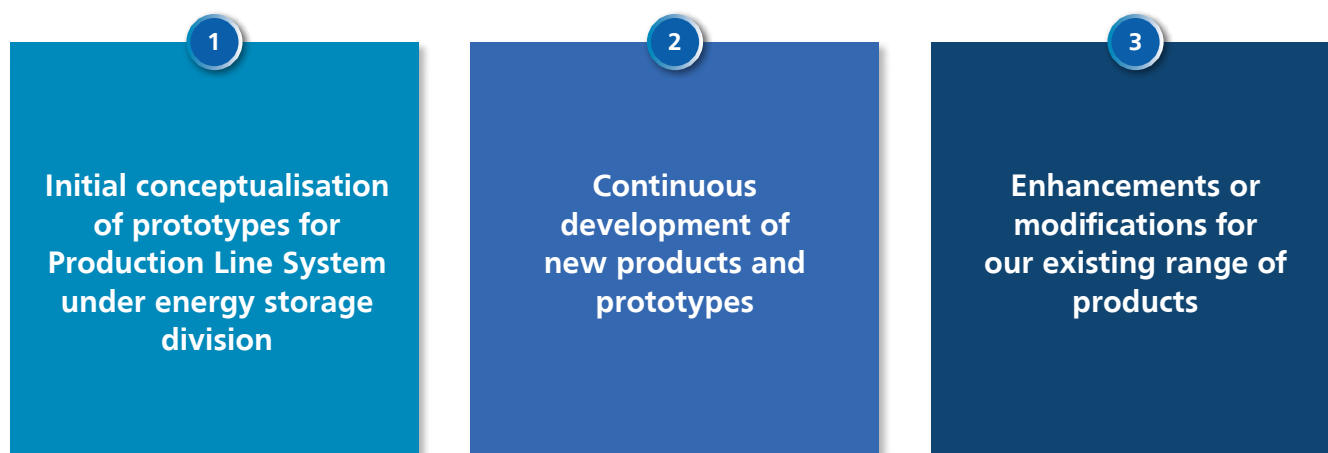 1
Initial conceptualisation
of prototypes for
Production Line System
under energy storage
division
2
Continuous
development of
new products and
prototypes
3
Enhancements or
modifications for
our existing range of
products